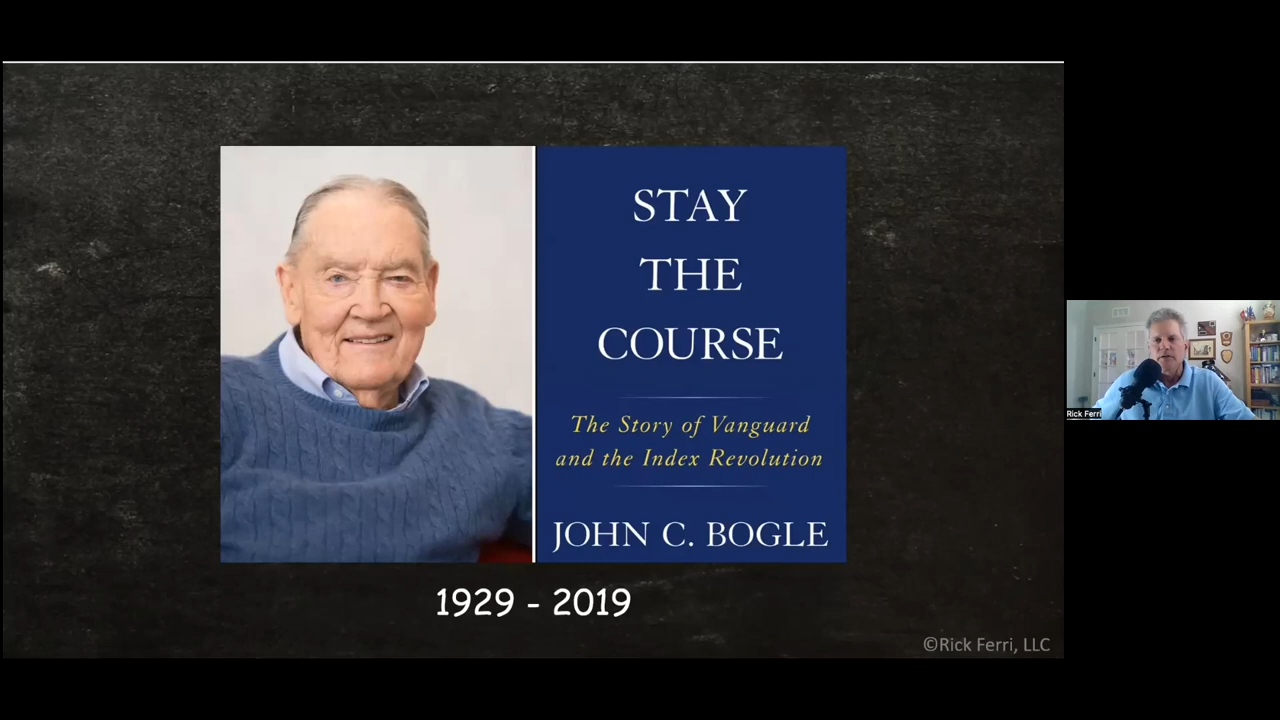 STAY
THE
COURSE
The Story of Vanguard
and the Index Revolution
JOHN C. BOGLE
1929 - 2019
©Rick Ferri, LLC
Rick Ferri